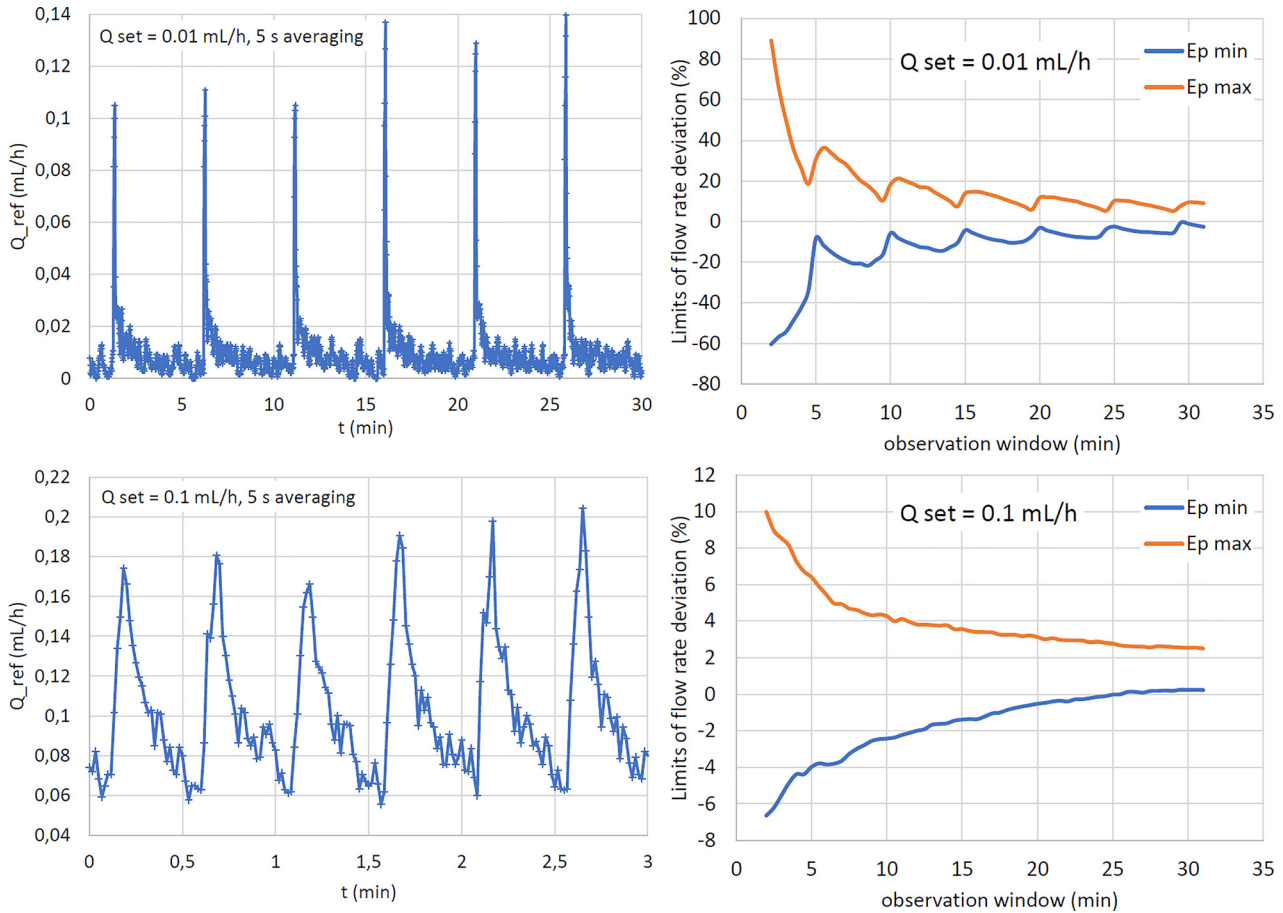 Q set = 0.01 mL/h, 5 s averaging
Q_ref (mL/h)
0,14
0,12
0,1
0,08
0,06
0,04
0,02
0
0 5 10 15 20 25 30
t (min)
Q set = 0.01 mL/h
Ep min
Ep max
Limits of flow rate deviation (%)
100
80
60
40
20
0
-20
-40
-60
-80
0 5 10 15 20 25 30 35
observation window (min)
Q set = 0.1 mL/h, 5 s averaging
Q_ref (mL/h)
0,22
0,2
0,18
0,16
0,14
0,12
0,1
0,08
0,06
0,04
0 0,5 1 1,5 2 2,5 3
t (min)
Q set = 0.1 mL/h
Ep min
Ep max
Limits of flow rate deviation (%)
12
10
8
6
4
2
0
-2
-4
-6
-8
0 5 10 15 20 25 30 35
observation window (min)